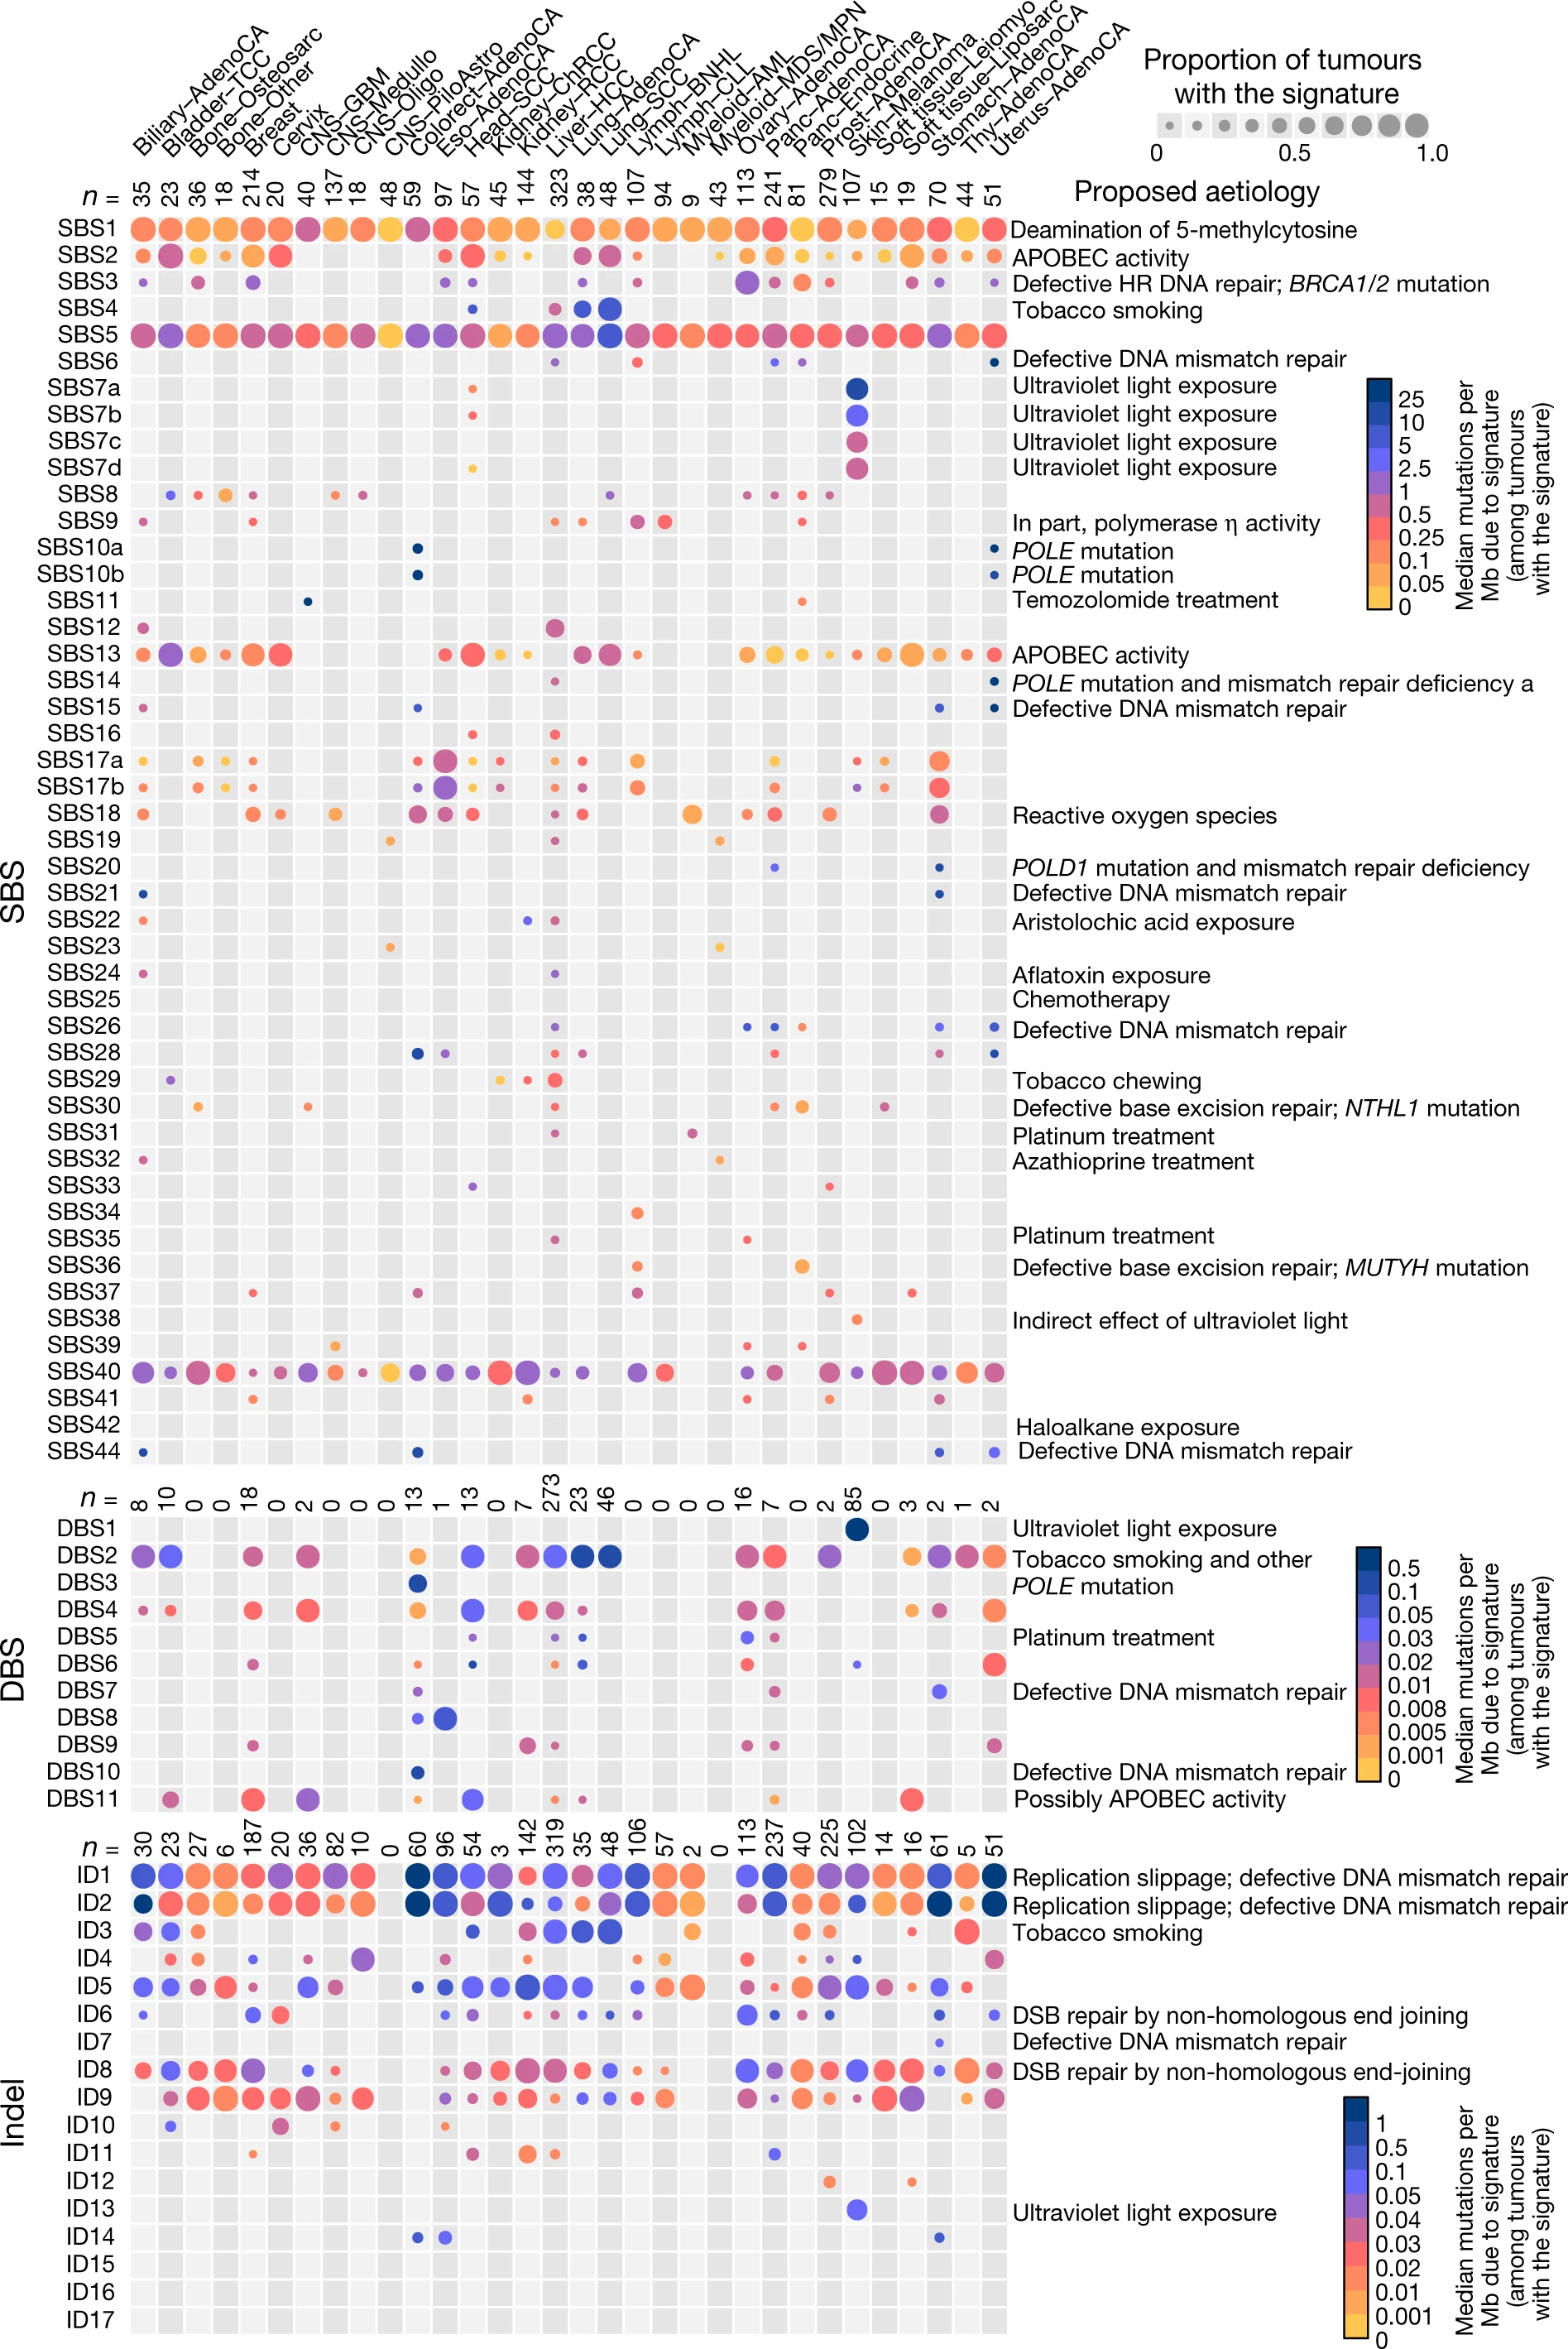 Biliary–AdenoCA
Bladder–TCC
Bone–Osteosarc
Bone–Other
Breast
Cervix
CNS–GBM
CNS–Medullo
CNS–Oligo
CNS–PiloAstro
Colorect–AdenoCA
Eso–AdenoCA
Head–SCC
Kidney–ChRCC
Kidney–RCC
Liver–HCC
Lung–AdenoCA
Lung–SCC
Lymph–BNHL
Lymph–CLL
Myeloid–AML
Myeloid–MDS/MPN
Ovary–AdenoCA
Panc–AdenoCA
Panc–Endocrine
Prost–AdenoCA
Skin–Melanoma
Soft tissue–Leiomyo
Soft tissue–Liposarc
Stomach–AdenoCA
Thy–AdenoCA
Uterus–AdenoCA
Proportion of tumours
with the signature
0 0.5 1.0
Proposed aetiology
n = 35 23 36 18 214 20 40 137 18 48 59 97 57 45 144 323 38 48 107 94 9 43 113 241 81 279 107 15 19 70 44 51
SBS
SBS1 Deamination of 5-methylcytosine
SBS2 APOBEC activity
SBS3 Defective HR DNA repair; BRCA1/2 mutation
SBS4 Tobacco smoking
SBS5
SBS6 Defective DNA mismatch repair
SBS7a Ultraviolet light exposure
SBS7b Ultraviolet light exposure
SBS7c Ultraviolet light exposure
SBS7d Ultraviolet light exposure
SBS8
SBS9 In part, polymerase η activity
SBS10a POLE mutation
SBS10b POLE mutation
SBS11 Temozolomide treatment
SBS12
SBS13 APOBEC activity
SBS14 POLE mutation and mismatch repair deficiency a
SBS15 Defective DNA mismatch repair
SBS16
SBS17a
SBS17b
SBS18 Reactive oxygen species
SBS19
SBS20 POLD1 mutation and mismatch repair deficiency
SBS21 Defective DNA mismatch repair
SBS22 Aristolochic acid exposure
SBS23
SBS24 Aflatoxin exposure
SBS25 Chemotherapy
SBS26 Defective DNA mismatch repair
SBS28
SBS29 Tobacco chewing
SBS30 Defective base excision repair; NTHL1 mutation
SBS31 Platinum treatment
SBS32 Azathioprine treatment
SBS33
SBS34
SBS35 Platinum treatment
SBS36 Defective base excision repair; MUTYH mutation
SBS37
SBS38 Indirect effect of ultraviolet light
SBS39
SBS40
SBS41
SBS42 Haloalkane exposure
SBS44 Defective DNA mismatch repair
25
10
5
2.5
1
0.5
0.25
0.1
0.05
0
Median mutations per
Mb due to signature
(among tumours
with the signature)
n = 8 10 0 0 18 0 2 0 0 0 13 1 13 0 7 273 23 46 0 0 0 0 16 7 0 2 85 0 3 2 1 2
DBS
DBS1 Ultraviolet light exposure
DBS2 Tobacco smoking and other
DBS3 POLE mutation
DBS4
DBS5 Platinum treatment
DBS6
DBS7 Defective DNA mismatch repair
DBS8
DBS9
DBS10 Defective DNA mismatch repair
DBS11 Possibly APOBEC activity
0.5
0.1
0.05
0.03
0.02
0.01
0.008
0.005
0.001
0
Median mutations per
Mb due to signature
(among tumours
with the signature)
n = 30 23 27 6 187 20 36 82 10 0 60 96 54 3 142 319 35 48 106 57 2 0 113 237 40 225 102 14 16 61 5 51
Indel
ID1 Replication slippage; defective DNA mismatch repair
ID2 Replication slippage; defective DNA mismatch repair
ID3 Tobacco smoking
ID4
ID5
ID6 DSB repair by non-homologous end joining
ID7 Defective DNA mismatch repair
ID8 DSB repair by non-homologous end-joining
ID9
ID10
ID11
ID12
ID13 Ultraviolet light exposure
ID14
ID15
ID16
ID17
1
0.5
0.1
0.05
0.04
0.03
0.02
0.01
0.001
0
Median mutations per
Mb due to signature
(among tumours
with the signature)